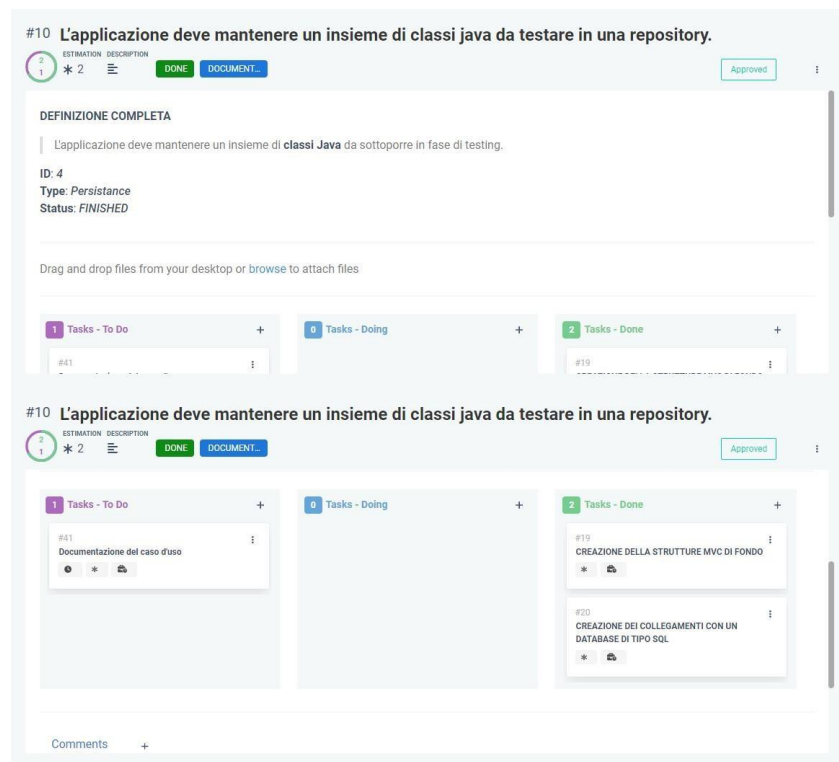 #10 L'applicazione deve mantenere un insieme di classi java da testare in una repository.
ESTIMATION DESCRIPTION
2
1
2
DONE
DOCUMENT...
Approved
DEFINIZIONE COMPLETA
L'applicazione deve mantenere un insieme di classi Java da sottoporre in fase di testing.
ID: 4
Type: Persistance
Status: FINISHED
Drag and drop files from your desktop or browse to attach files
1 Tasks - To Do +
0 Tasks - Doing +
2 Tasks - Done +
#41
#19
#10 L'applicazione deve mantenere un insieme di classi java da testare in una repository.
ESTIMATION DESCRIPTION
2
1
2
DONE
DOCUMENT...
Approved
1 Tasks - To Do +
0 Tasks - Doing +
2 Tasks - Done +
#41
Documentazione del caso d'uso
#19
CREAZIONE DELLA STRUTTURE MVC DI FONDO
#20
CREAZIONE DEI COLLEGAMENTI CON UN
DATABASE DI TIPO SQL
Comments +